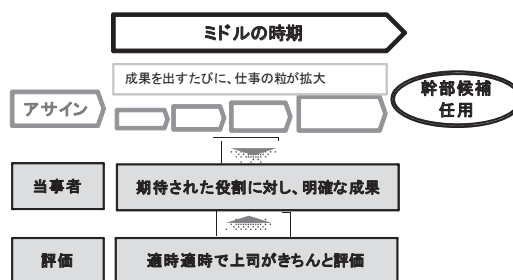 ミドルの時期
成果を出すたびに、仕事の粒が拡大
アサイン
幹部候補
任用
当事者
期待された役割に対し、明確な成果
評価
適時適時で上司がきちんと評価